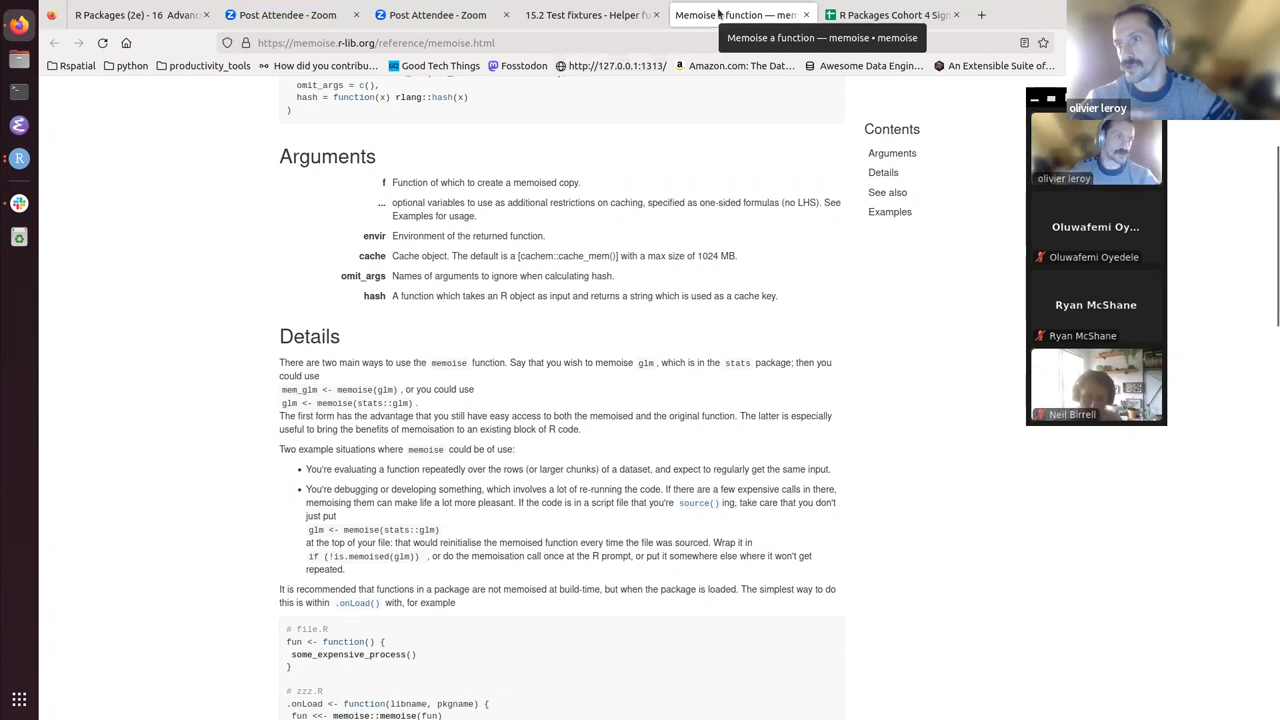 R Packages (2e) - 16 Advanc
Post Attendee - Zoom
Post Attendee - Zoom
15.2 Test fixtures - Helper fu
Memoise a function — mem
R Packages Cohort 4 Sign
https://memoise.r-lib.org/reference/memoise.html
Memoise a function — memoise • memoise
Rspatial
python
productivity_tools
How did you contribu…
Good Tech Things
Fosstodon
http://127.0.0.1:1313/
Amazon.com: The Dat…
Awesome Data Engin…
An Extensible Suite of…
omit_args = c(),
hash = function(x) rlang::hash(x)
)
Arguments
f Function of which to create a memoised copy.
... optional variables to use as additional restrictions on caching, specified as one-sided formulas (no LHS). See
Examples for usage.
envir Environment of the returned function.
cache Cache object. The default is a [cachem::cache_mem()] with a max size of 1024 MB.
omit_args Names of arguments to ignore when calculating hash.
hash A function which takes an R object as input and returns a string which is used as a cache key.
Details
There are two main ways to use the memoise function. Say that you wish to memoise glm, which is in the stats package; then you
could use
mem_glm <- memoise(glm), or you could use
glm <- memoise(stats::glm).
The first form has the advantage that you still have easy access to both the memoised and the original function. The latter is especially
useful to bring the benefits of memoisation to an existing block of R code.
Two example situations where memoise could be of use:
• You're evaluating a function repeatedly over the rows (or larger chunks) of a dataset, and expect to regularly get the same input.
• You're debugging or developing something, which involves a lot of re-running the code. If there are a few expensive calls in there,
memoising them can make life a lot more pleasant. If the code is in a script file that you're source()ing, take care that you don't
just put
glm <- memoise(stats::glm)
at the top of your file: that would reinitialise the memoised function every time the file was sourced. Wrap it in
if (!is.memoised(glm)) , or do the memoisation call once at the R prompt, or put it somewhere else where it won't get
repeated.
It is recommended that functions in a package are not memoised at build-time, but when the package is loaded. The simplest way to do
this is within .onLoad() with, for example
# file.R
fun <- function() {
some_expensive_process()
}
# zzz.R
.onLoad <- function(libname, pkgname) {
fun <<- memoise::memoise(fun)
Contents
Arguments
Details
See also
Examples
olivier leroy
olivier leroy
Oluwafemi Oy...
Oluwafemi Oyedele
Ryan McShane
Ryan McShane
Neil Birrell